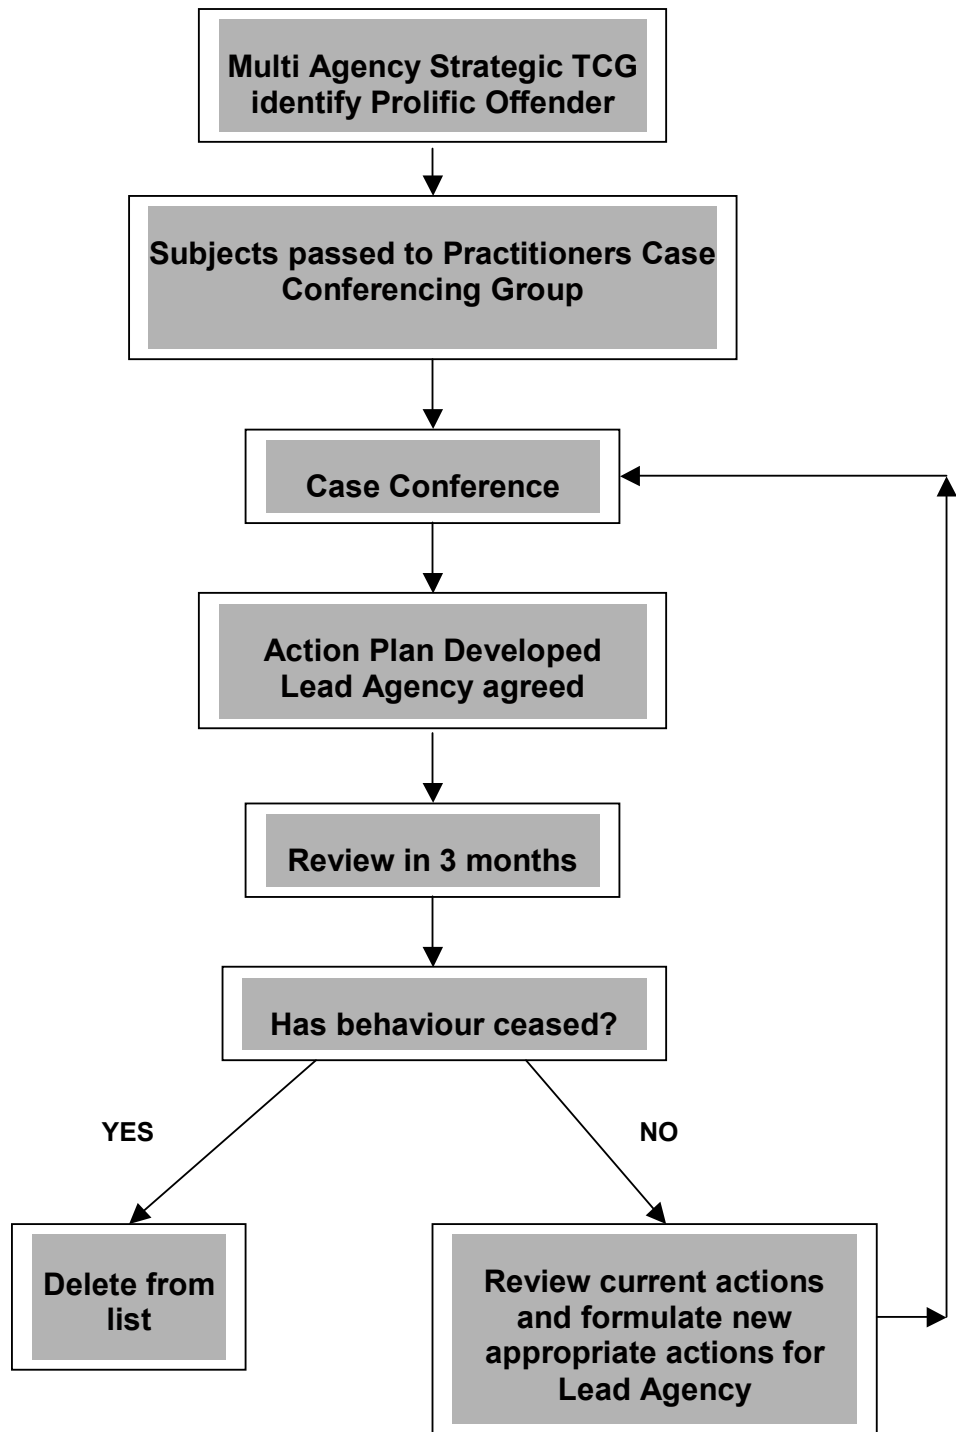 Multi Agency Strategic TCG
identify Prolific Offender
Subjects passed to Practitioners Case
Conferencing Group
Case Conference
Action Plan Developed
Lead Agency agreed
Review in 3 months
Has behaviour ceased?
YES
NO
Delete from
list
Review current actions
and formulate new
appropriate actions for
Lead Agency